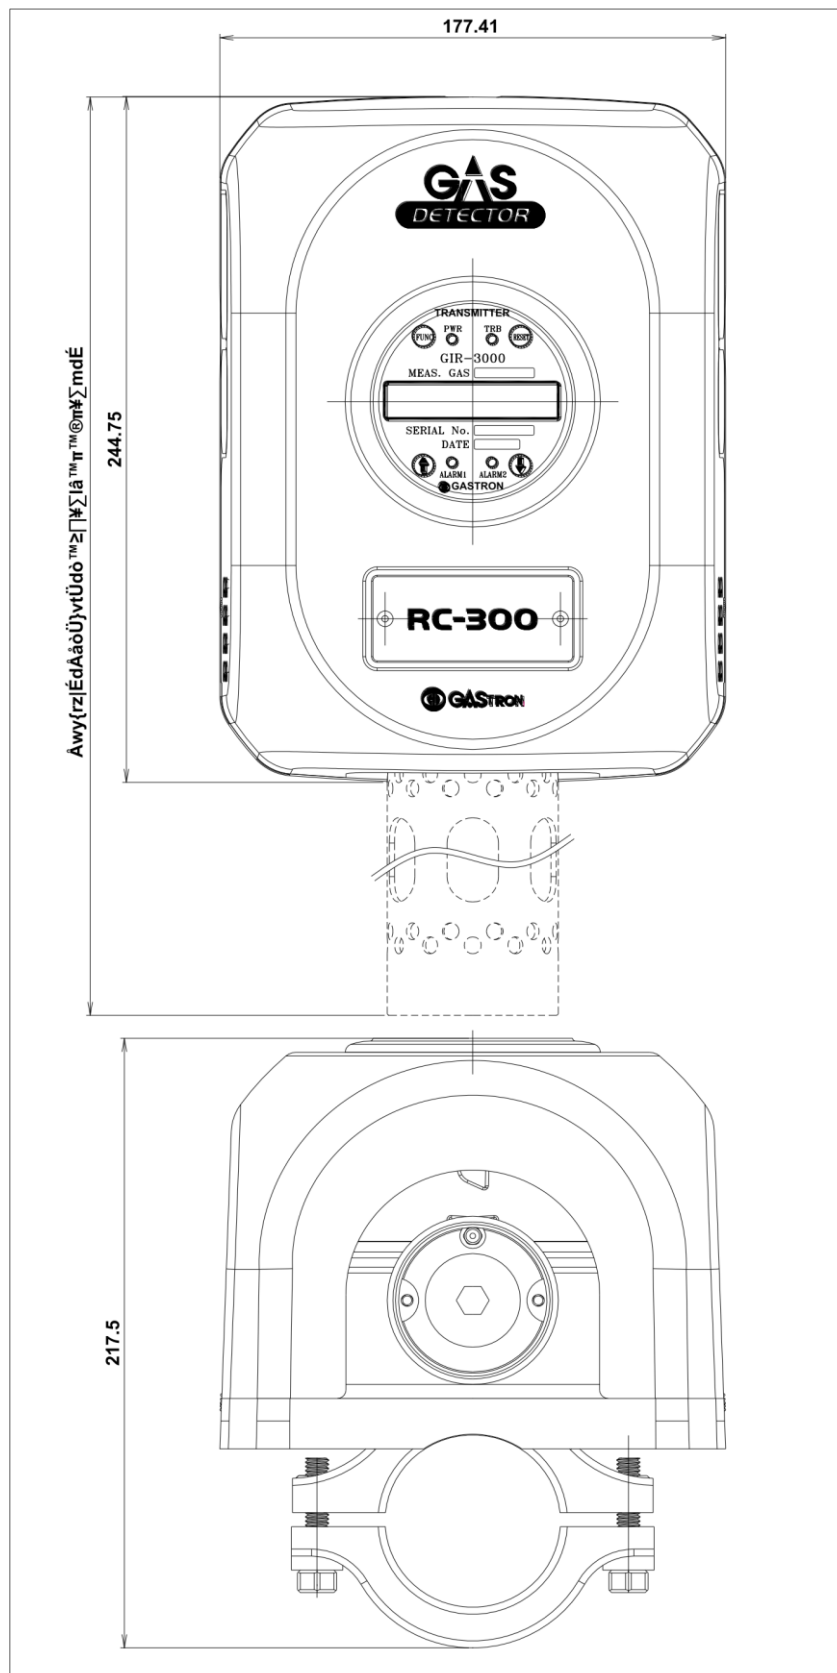 177.41
GAS
DETECTOR
TRANSMITTER
FUNC PWR TRB RESET
GIR-3000
MEAS. GAS
SERIAL No.
DATE
ALARM1 ALARM2
GASTRON
RC-300
GASTRON
244.75
217.5